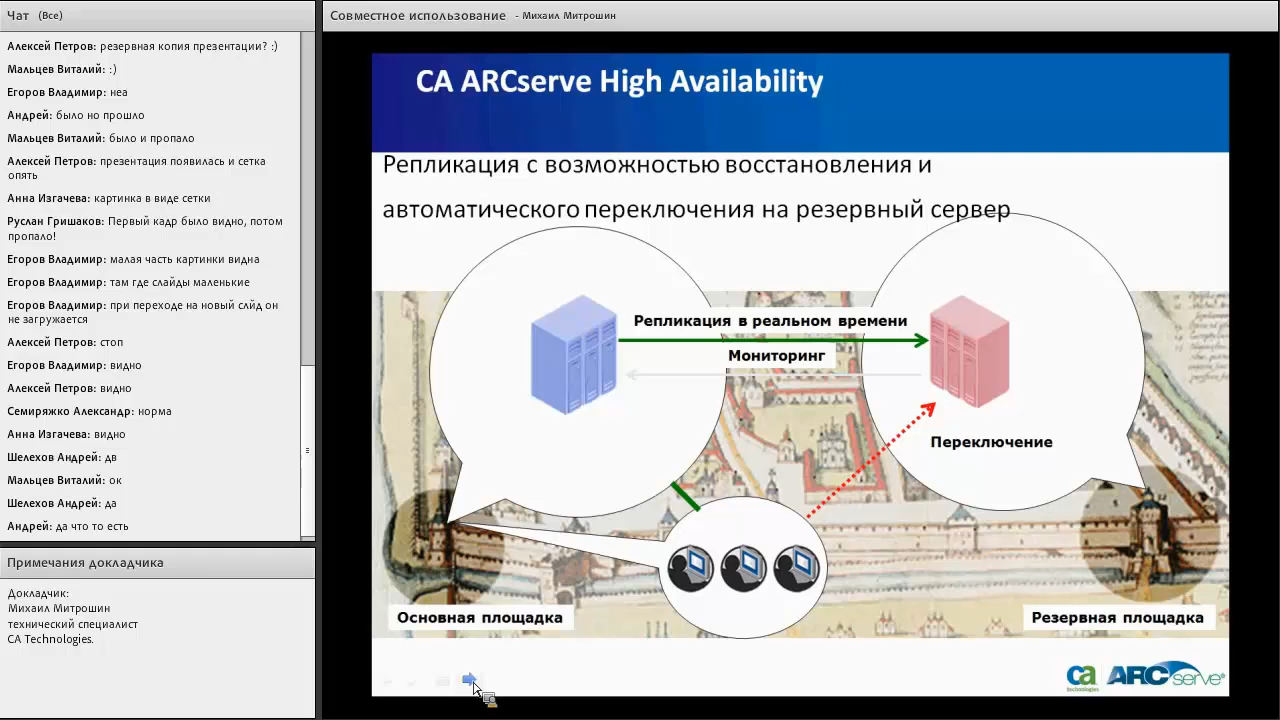 Чат (Все)
Алексей Петров: резервная копия презентации? :)
Мальцев Виталий: :)
Егоров Владимир: неа
Андрей: было но прошло
Мальцев Виталий: было и пропало
Алексей Петров: презентация появилась и сетка
опять
Анна Изгачева: картинка в виде сетки
Руслан Гришаков: Первый кадр было видно, потом
пропало!
Егоров Владимир: малая часть картинки видна
Егоров Владимир: там где слайды маленькие
Егоров Владимир: при переходе на новый слйд он
не загружается
Алексей Петров: стоп
Егоров Владимир: видно
Алексей Петров: видно
Семиряжко Александр: норма
Анна Изгачева: видно
Шелехов Андрей: дв
Мальцев Виталий: ок
Шелехов Андрей: да
Андрей: да что то есть
Примечания докладчика
Докладчик:
Михаил Митрошин
технический специалист
CA Technologies.
Совместное использование - Михаил Митрошин
CA ARCserve High Availability
Репликация с возможностью восстановления и
автоматического переключения на резервный сервер
Репликация в реальном времени
Мониторинг
Переключение
Основная площадка
Резервная площадка
ca
technologies
ARCserve®